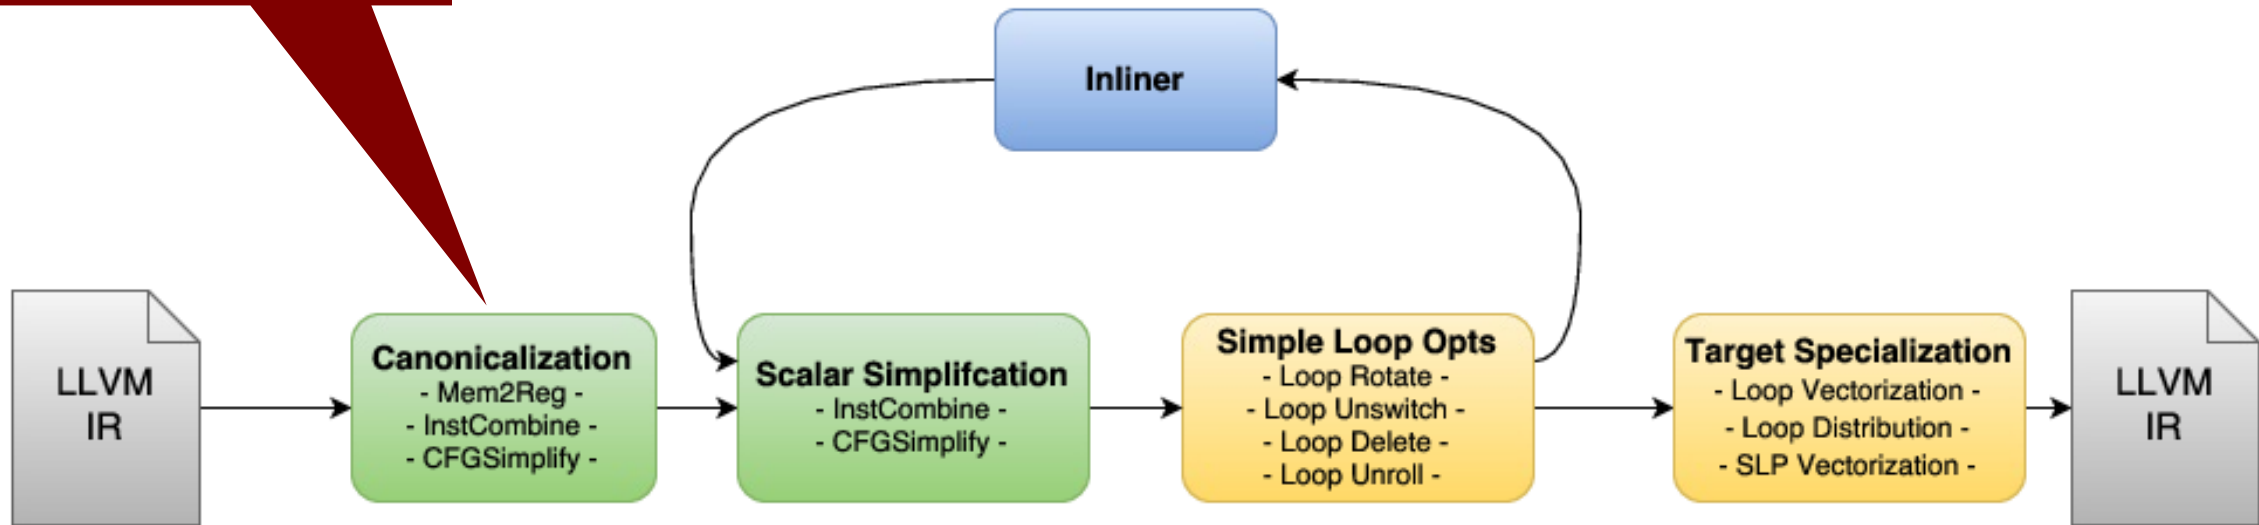 Inliner
LLVM
IR
Canonicalization
- Mem2Reg -
- InstCombine -
- CFGSimplify -
Scalar Simplifcation
- InstCombine -
- CFGSimplify -
Simple Loop Opts
- Loop Rotate -
- Loop Unswitch -
- Loop Delete -
- Loop Unroll -
Target Specialization
- Loop Vectorization -
- Loop Distribution -
- SLP Vectorization -
LLVM
IR